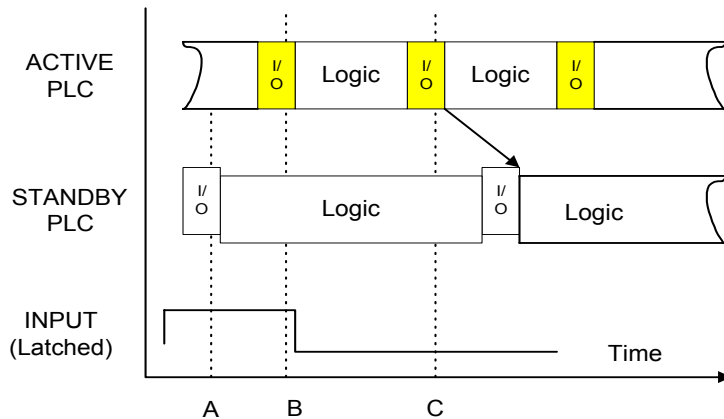 ACTIVE
PLC
I/
O
Logic
I/
O
Logic
I/
O
STANDBY
PLC
I/
O
Logic
I/
O
Logic
INPUT
(Latched)
Time
A
B
C